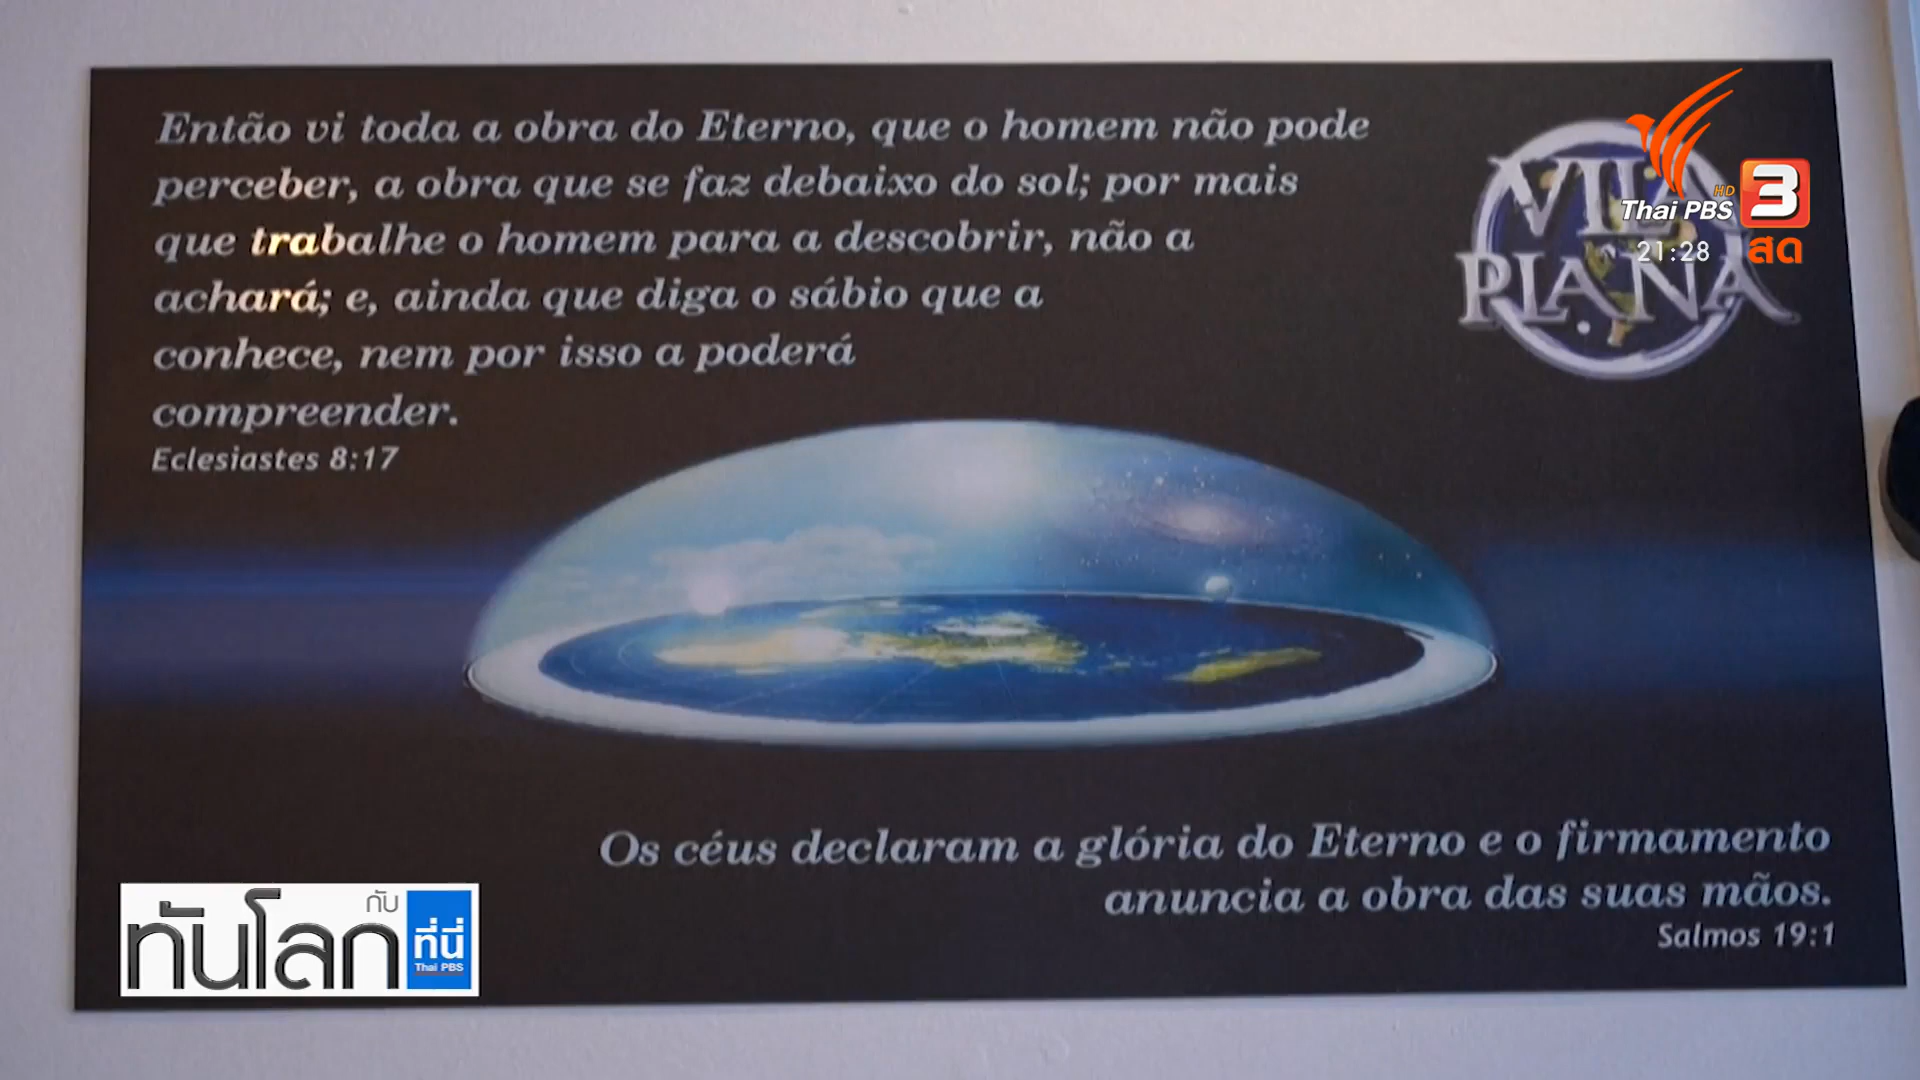 Então vi toda a obra do Eterno, que o homem não pode
perceber, a obra que se faz debaixo do sol; por mais
que trabalhe o homem para a descobrir, não a
achará; e, ainda que diga o sábio que a
conhece, nem por isso a poderá
compreender.
Eclesiastes 8:17
VILA
PLANA
HD
Thai PBS
3
21:28
สด
Os céus declaram a glória do Eterno e o firmamento
anuncia a obra das suas mãos.
Salmos 19:1
ทันโลก
กับ
ที่นี่
Thai PBS